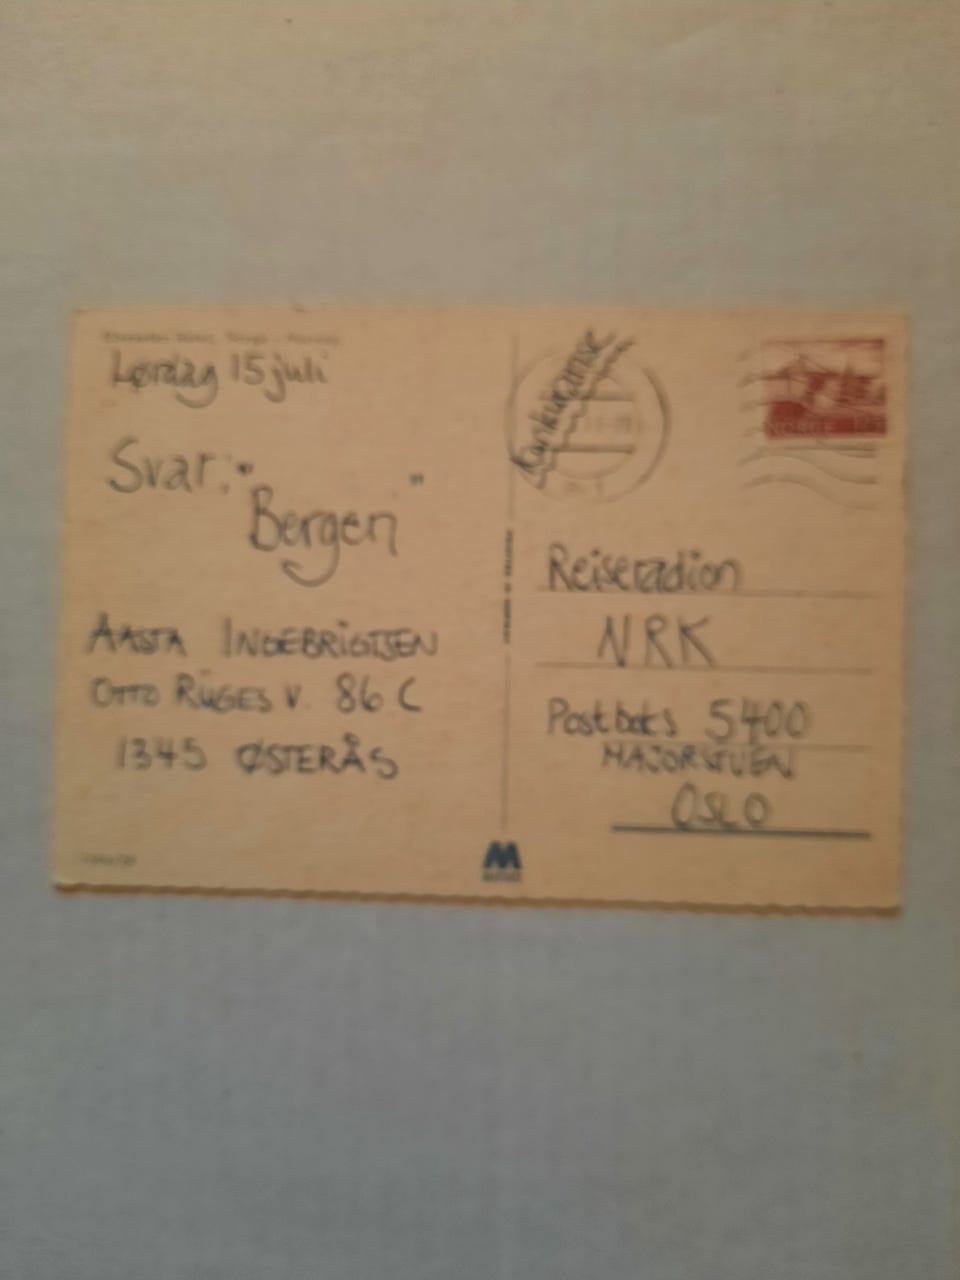 Lørdag 15 juli
Svar: "Bergen"
AASTA INGEBRIGTSEN
OTTO RUGES V. 86 C
1345 ØSTERÅS
Konkuranse
NORGE
Reiseradion
NRK
Postboks 5400
MAJORSTUEN
OSLO
M